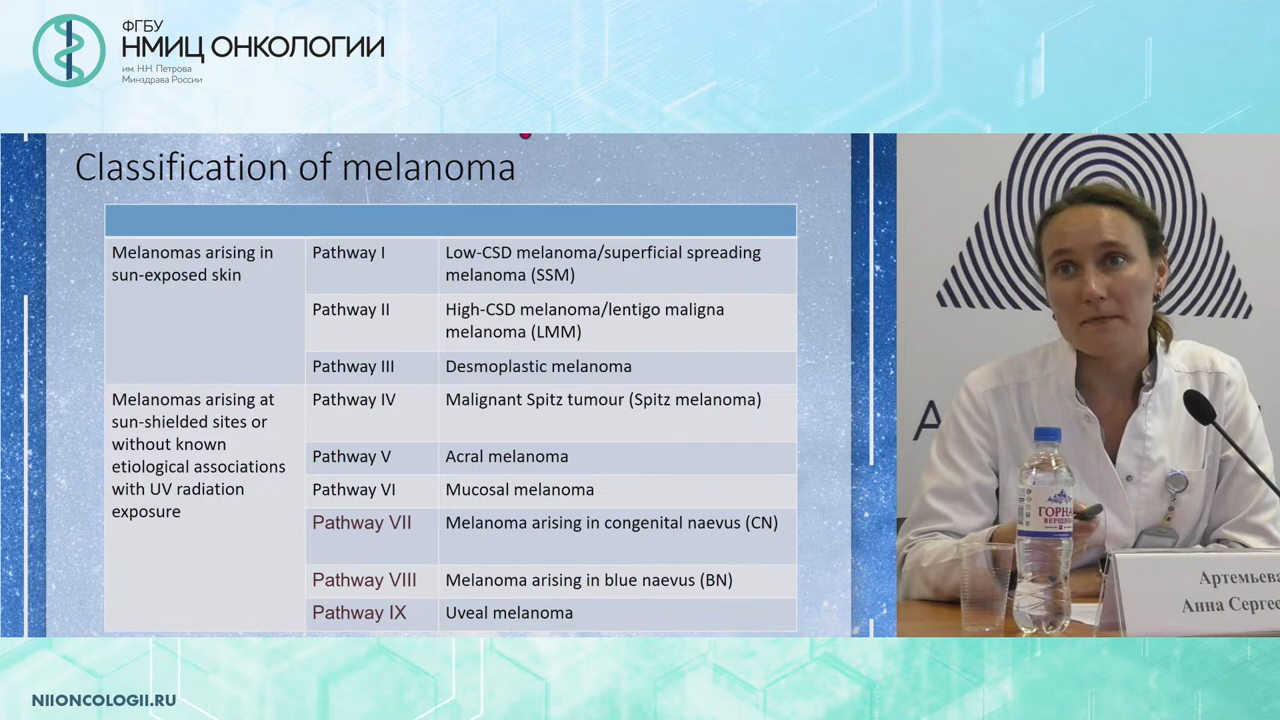 ФГБУ
НМИЦ ОНКОЛОГИИ
им. Н.Н. Петрова
Минздрава России
Classification of melanoma
Melanomas arising in
sun-exposed skin
Pathway I
Low-CSD melanoma/superficial spreading
melanoma (SSM)
Pathway II
High-CSD melanoma/lentigo maligna
melanoma (LMM)
Pathway III
Desmoplastic melanoma
Melanomas arising at
sun-shielded sites or
without known
etiological associations
with UV radiation
exposure
Pathway IV
Malignant Spitz tumour (Spitz melanoma)
Pathway V
Acral melanoma
Pathway VI
Mucosal melanoma
Pathway VII
Melanoma arising in congenital naevus (CN)
Pathway VIII
Melanoma arising in blue naevus (BN)
Pathway IX
Uveal melanoma
А
ГОРНА
ВЕРШИН
Артемьева
Анна Серге
NIIONCOLOGII.RU